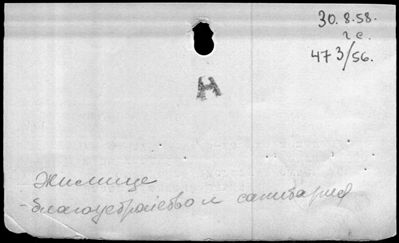 30.8.58.
г с.
473/56.
Н
Жилище
-благоустройство и санитария